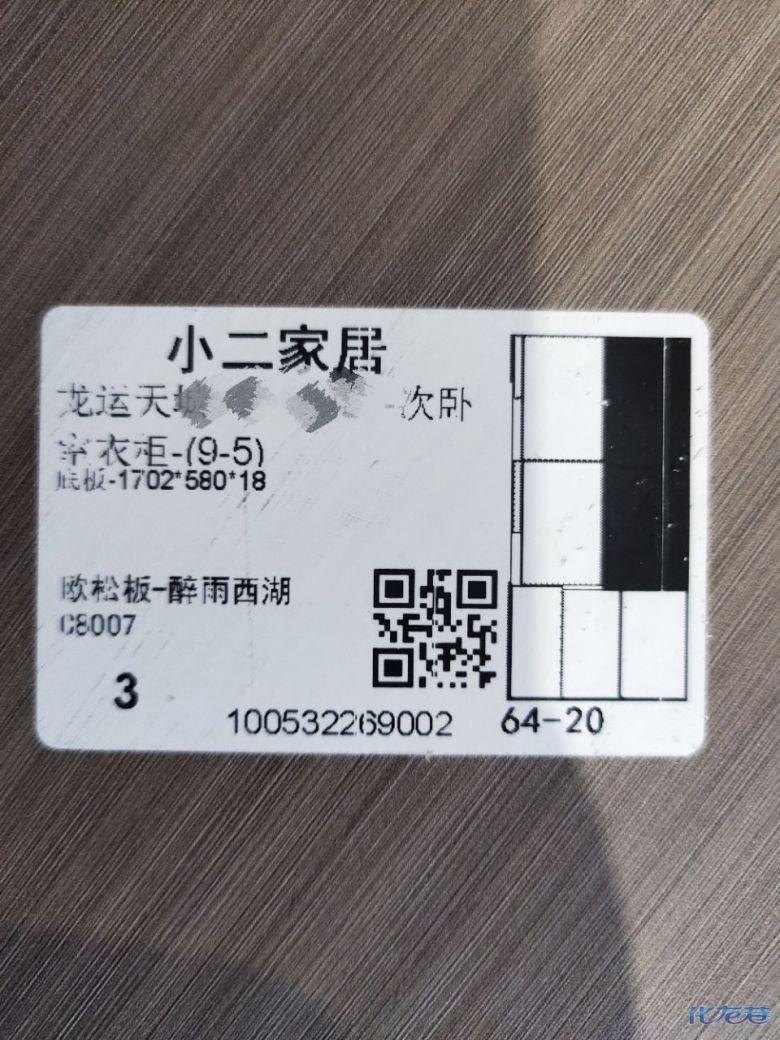 小二家居
龙运天城
-次卧
衣柜-(9-5)
底板-1702*580*18
欧松板-醉雨西湖
C8007
3
100532269002
64-20
化龙巷